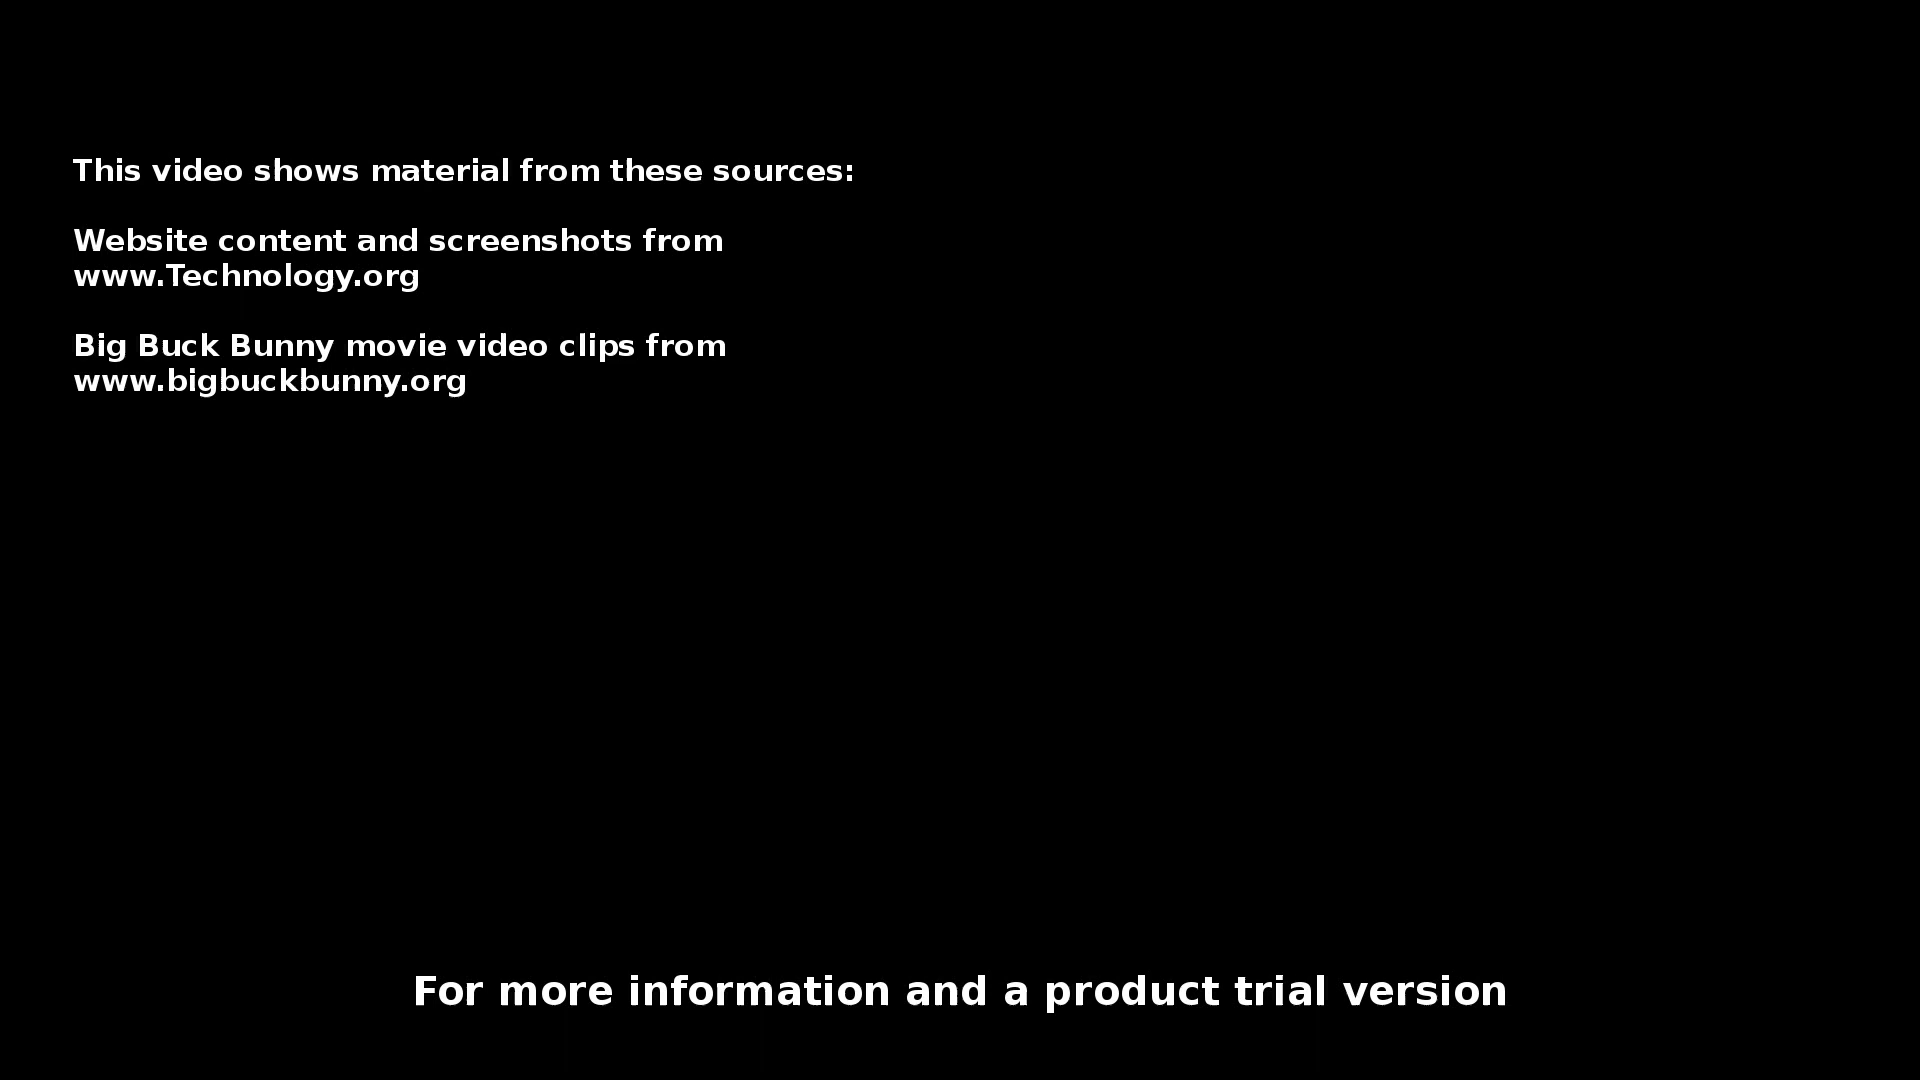 This video shows material from these sources:
Website content and screenshots from
www.Technology.org
Big Buck Bunny movie video clips from
www.bigbuckbunny.org
For more information and a product trial version